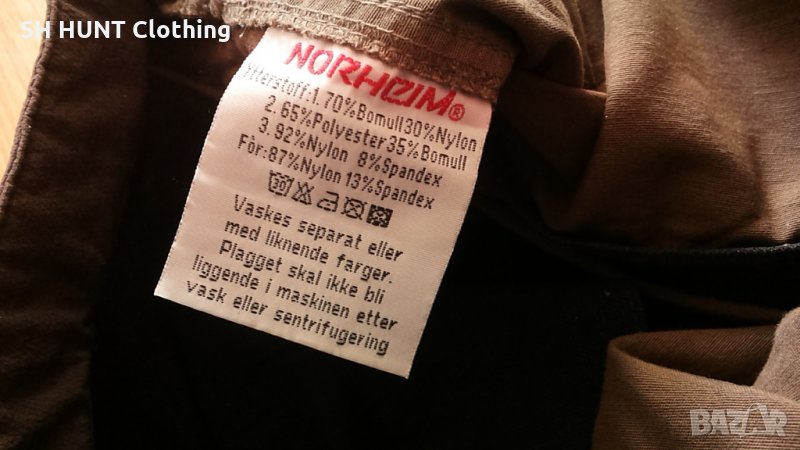 SH HUNT Clothing
NORHEIM®
Ytterstoff:1.70%Bomull30%Nylon
2.65%Polyester35%Bomull
3.92%Nylon 8%Spandex
Fôr:87%Nylon 13%Spandex
30
Vaskes separat eller
med liknende farger.
Plagget skal ikke bli
liggende i maskinen etter
vask eller sentrifugering
BAZAR